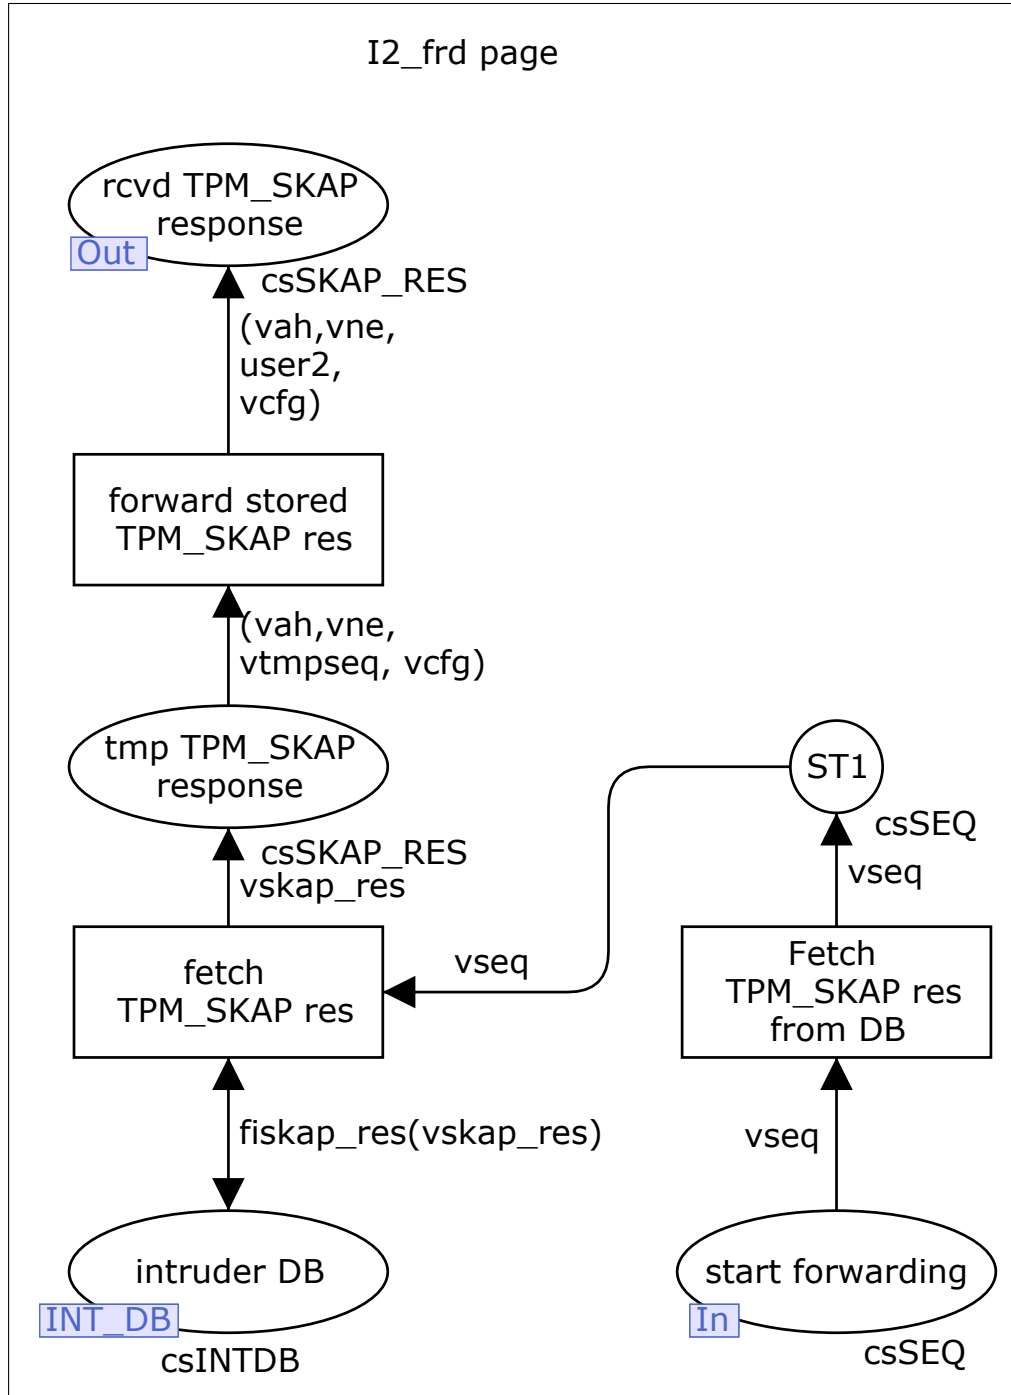 I2_frd page
rcvd TPM_SKAP
response
Out
csSKAP_RES
(vah,vne,
user2,
vcfg)
forward stored
TPM_SKAP res
(vah,vne,
vtmpseq, vcfg)
tmp TPM_SKAP
response
ST1
csSEQ
csSKAP_RES
vskap_res
vseq
fetch
TPM_SKAP res
vseq
Fetch
TPM_SKAP res
from DB
fiskap_res(vskap_res)
vseq
intruder DB
INT_DB
csINTDB
start forwarding
In
csSEQ